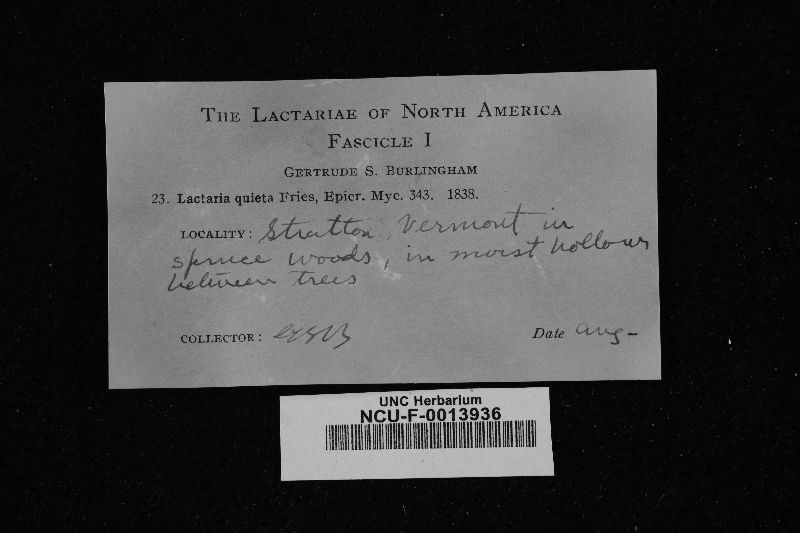 THE LACTARIAE OF NORTH AMERICA
FASCICLE I
GERTRUDE S. BURLINGHAM
23. Lactaria quieta Fries, Epicr. Myc. 343. 1838.
LOCALITY: Stratton, Vermont in
spruce woods, in moist hollows
between trees
COLLECTOR: GSB
Date Aug-
UNC Herbarium
NCU-F-0013936